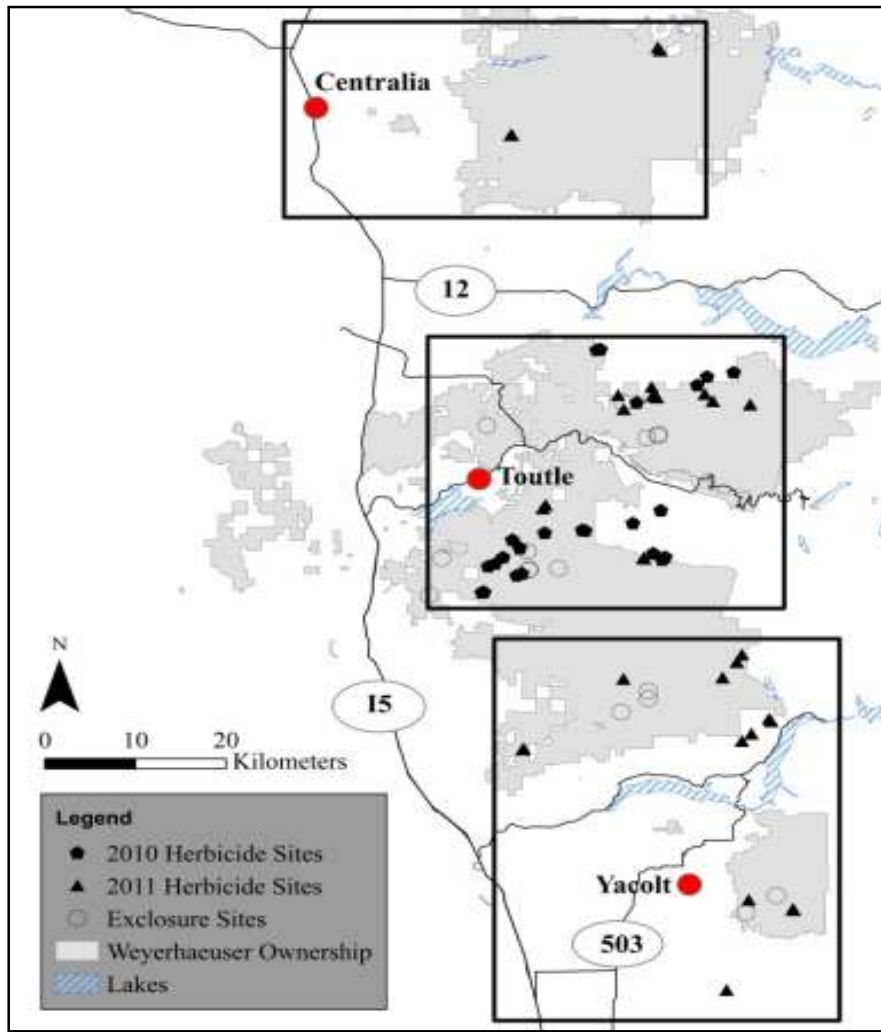 Centralia
12
Toutle
N
I5
0 10 20
Kilometers
Legend
2010 Herbicide Sites
2011 Herbicide Sites
Exclosure Sites
Weyerhaeuser Ownership
Lakes
Yacolt
503